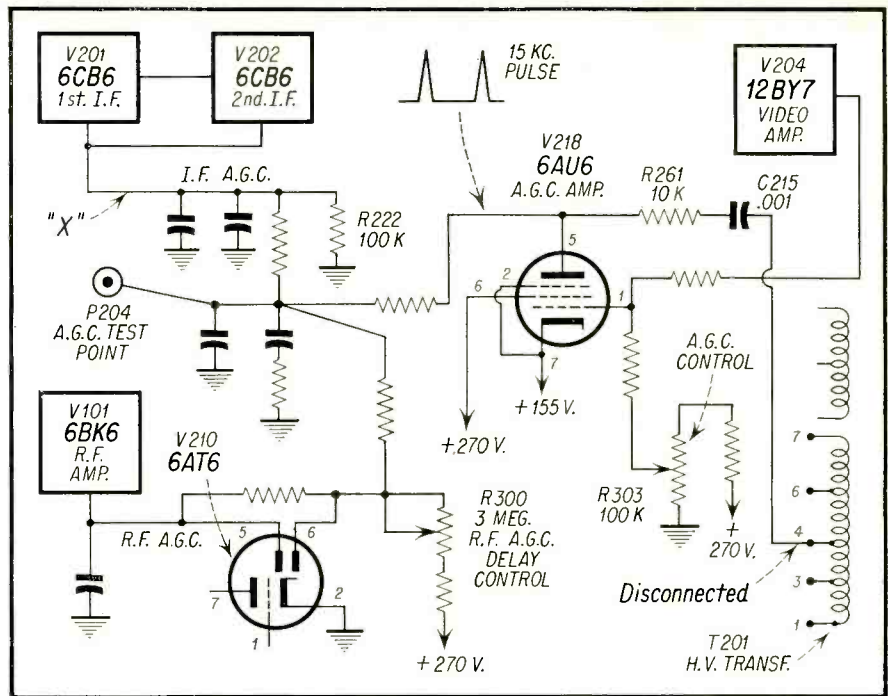 V201
6CB6
1st. I.F.
V202
6CB6
2nd. I.F.
15 KC.
PULSE
V204
12BY7
VIDEO
AMP.
V218
6AU6
A.G.C. AMP.
R261
10 K
C215
.001
I.F. A.G.C.
"X"
R222
100 K
5
2
6
1
7
P204
A.G.C. TEST
POINT
A.G.C.
CONTROL
+155 V.
+270 V.
V101
6BK6
R.F.
AMP.
V210
6AT6
R.F. A.G.C.
5
6
7
2
1
R300
3 MEG.
R.F. A.G.C.
DELAY
CONTROL
+270 V.
R303
100 K
+
270 V.
7
6
4
3
1
Disconnected
T201
H.V. TRANSF.